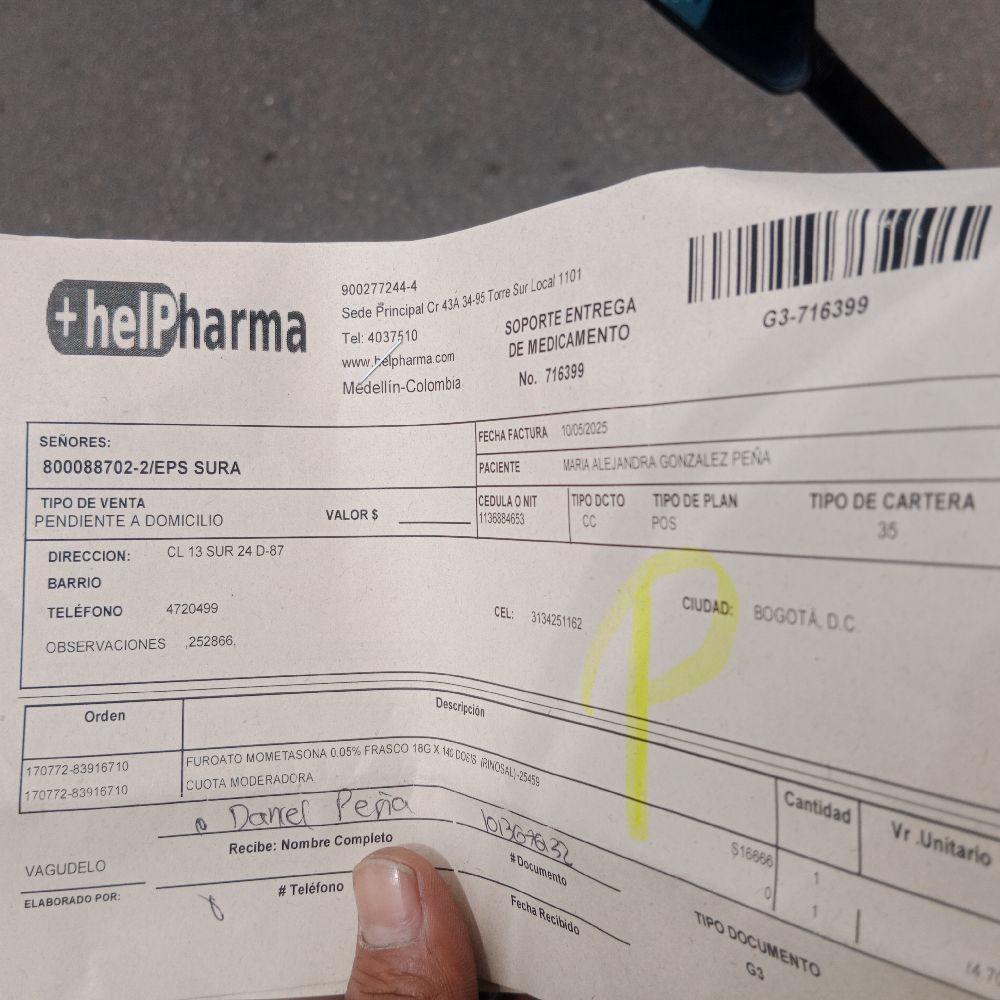 +helPharma
900277244-4
Sede Principal Cr 43A 34-95 Torre Sur Local 1101
Tel: 4037510
www.helpharma.com
Medellín-Colombia
SOPORTE ENTREGA
DE MEDICAMENTO
No. 716399
G3-716399
SEÑORES:
800088702-2/EPS SURA
FECHA FACTURA 10/05/2025
PACIENTE MARIA ALEJANDRA GONZALEZ PEÑA
TIPO DE VENTA
PENDIENTE A DOMICILIO
VALOR $
CEDULA O NIT
1136884653
TIPO DCTO
CC
TIPO DE PLAN
POS
TIPO DE CARTERA
35
DIRECCION: CL 13 SUR 24 D-87
BARRIO
TELÉFONO 4720499
CEL: 3134251162
CIUDAD: BOGOTÁ, D.C.
OBSERVACIONES ,252866,
P
Orden Descripción Cantidad Vr .Unitario
170772-83916710 FUROATO MOMETASONA 0.05% FRASCO 18G X 140 DOSIS (RINOSAL)-25459 $16666 1
170772-83916710 CUOTA MODERADORA 0 1
Daniel Peña
Recibe: Nombre Completo
#Documento
VAGUDELO
ELABORADO POR:
# Teléfono
Fecha Recibido
TIPO DOCUMENTO
G3